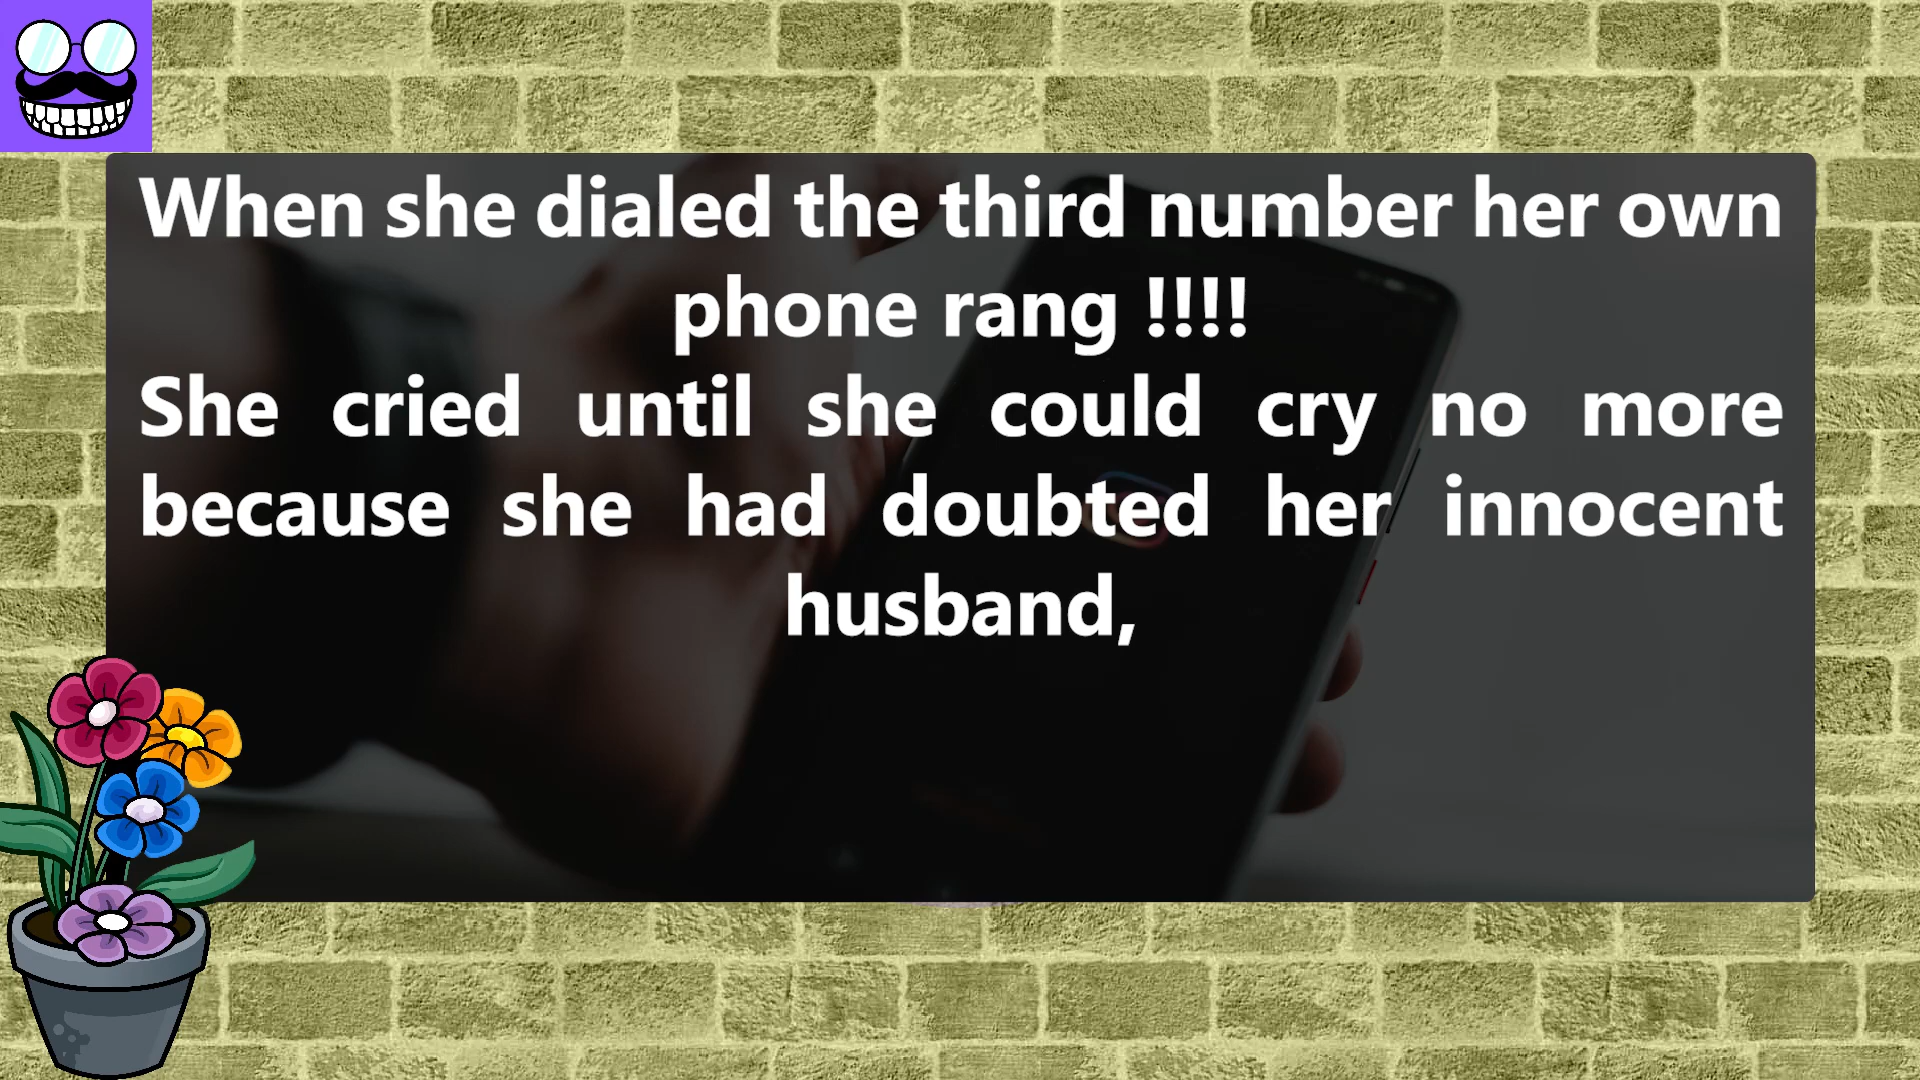 When she dialed the third number her own
phone rang !!!!
She cried until she could cry no more
because she had doubted her innocent
husband,